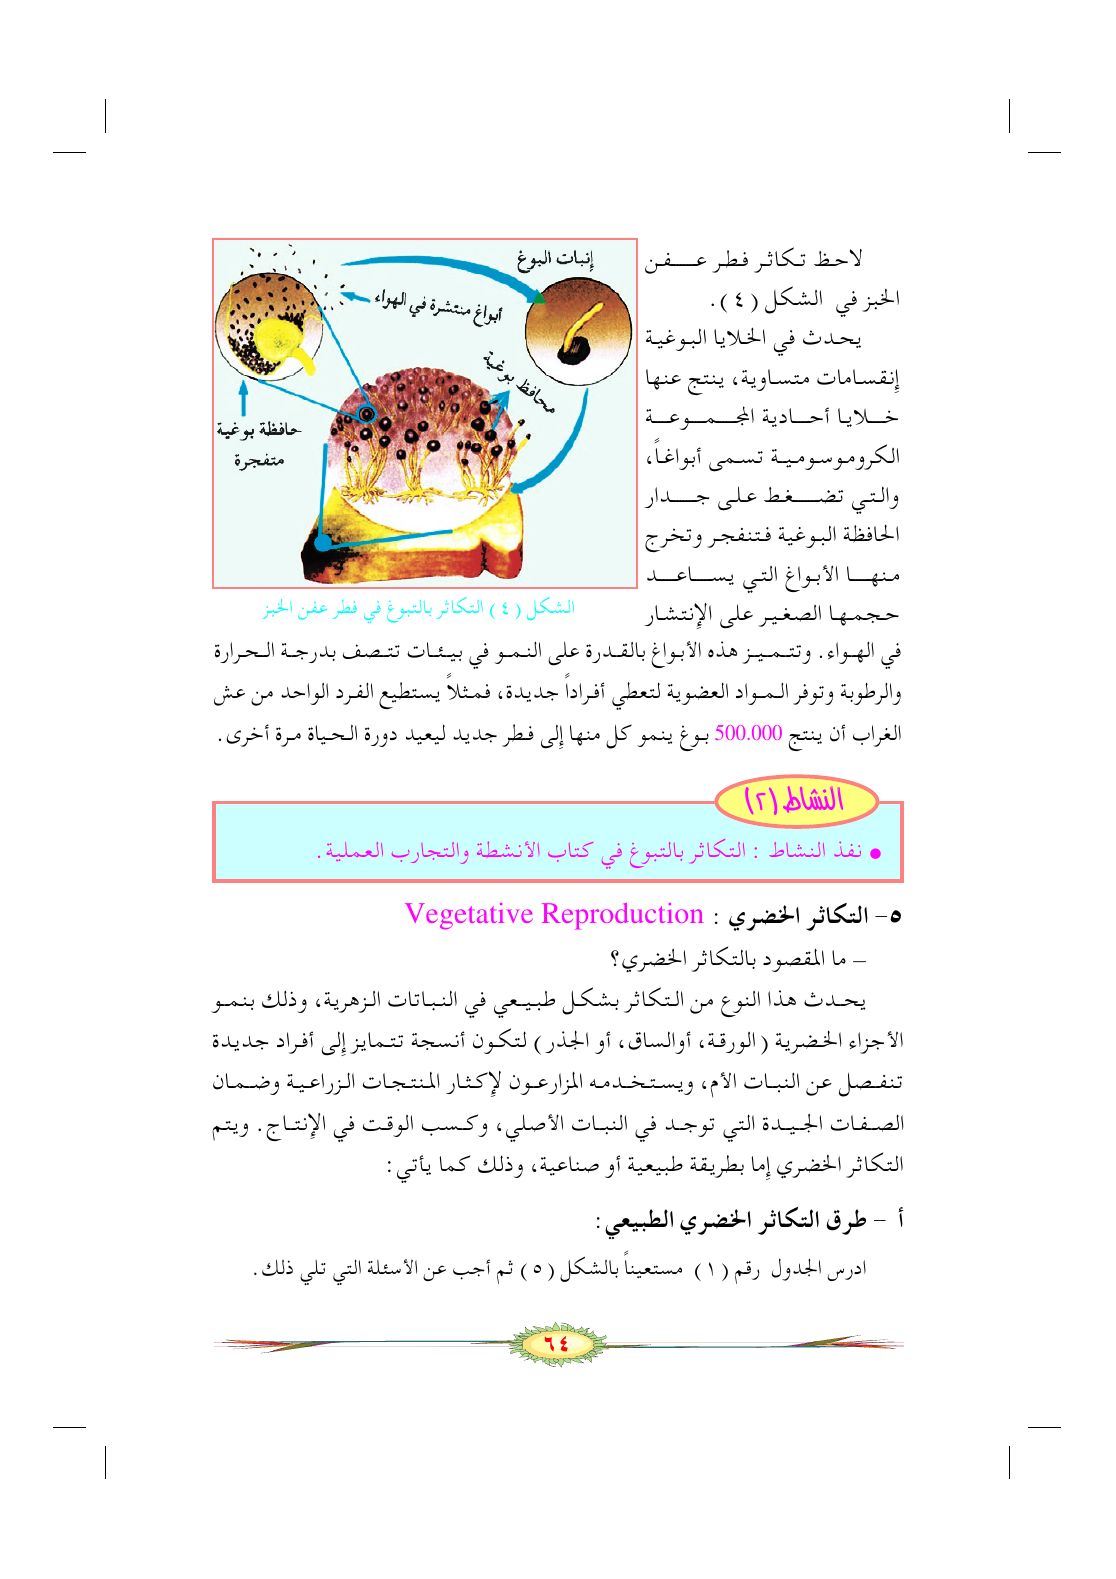 لاحظ تكاثر فطر عفن
الخبز في الشكل ( ٤ ) .
يحدث في الخلايا البوغية
إنقسامات متساوية، ينتج عنها
خلايا أحادية المجموعة
الكروموسومية تسمى أبواغاً،
والتي تضغط على جدار
الحافظة البوغية فتنفجر وتخرج
منها الأبواغ التي يساعد
حجمها الصغير على الإنتشار
إنبات البوغ
أبواغ منتشرة في الهواء
محافظ بوغية
حافظة بوغية
متفجرة
الشكل ( ٤ ) التكاثر بالتبوغ في فطر عفن الخبز
في الهواء . وتتميز هذه الأبواغ بالقدرة على النمو في بيئات تتصف بدرجة الحرارة
والرطوبة وتوفر المواد العضوية لتعطي أفراداً جديدة، فمثلاً يستطيع الفرد الواحد من عش
الغراب أن ينتج 500.000 بوغ ينمو كل منها إلى فطر جديد ليعيد دورة الحياة مرة أخرى .
النشاط (٢)
● نفذ النشاط : التكاثر بالتبوغ في كتاب الأنشطة والتجارب العملية .
٥- التكاثر الخضري : Vegetative Reproduction
– ما المقصود بالتكاثر الخضري؟
يحدث هذا النوع من التكاثر بشكل طبيعي في النباتات الزهرية، وذلك بنمو
الأجزاء الخضرية ( الورقة، أوالساق، أو الجذر ) لتكون أنسجة تتمايز إلى أفراد جديدة
تنفصل عن النبات الأم، ويستخدمه المزارعون لإكثار المنتجات الزراعية وضمان
الصفات الجيدة التي توجد في النبات الأصلي، وكسب الوقت في الإنتاج . ويتم
التكاثر الخضري إما بطريقة طبيعية أو صناعية، وذلك كما يأتي :
أ - طرق التكاثر الخضري الطبيعي :
ادرس الجدول رقم ( ١ ) مستعيناً بالشكل ( ٥ ) ثم أجب عن الأسئلة التي تلي ذلك .
٦٤